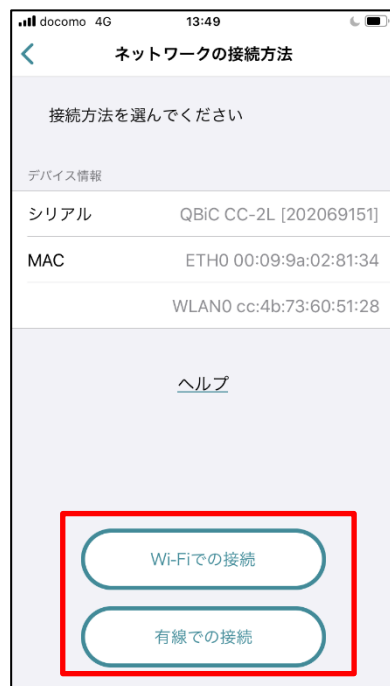 docomo 4G 13:49
ネットワークの接続方法
接続方法を選んでください
デバイス情報
シリアル QBiC CC-2L [202069151]
MAC ETH0 00:09:9a:02:81:34
WLAN0 cc:4b:73:60:51:28
ヘルプ
Wi-Fiでの接続
有線での接続